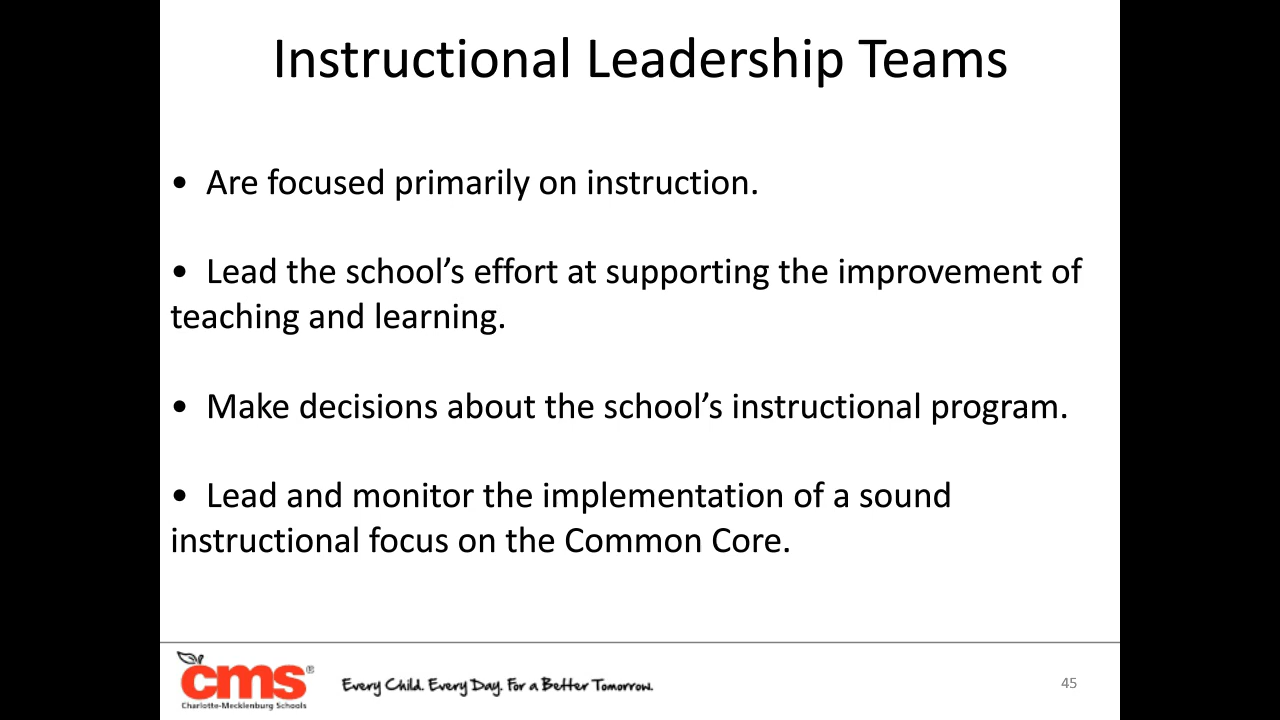 Instructional Leadership Teams
• Are focused primarily on instruction.
• Lead the school’s effort at supporting the improvement of
teaching and learning.
• Make decisions about the school’s instructional program.
• Lead and monitor the implementation of a sound
instructional focus on the Common Core.
cms®
Charlotte-Mecklenburg Schools
Every Child. Every Day. For a Better Tomorrow.
45